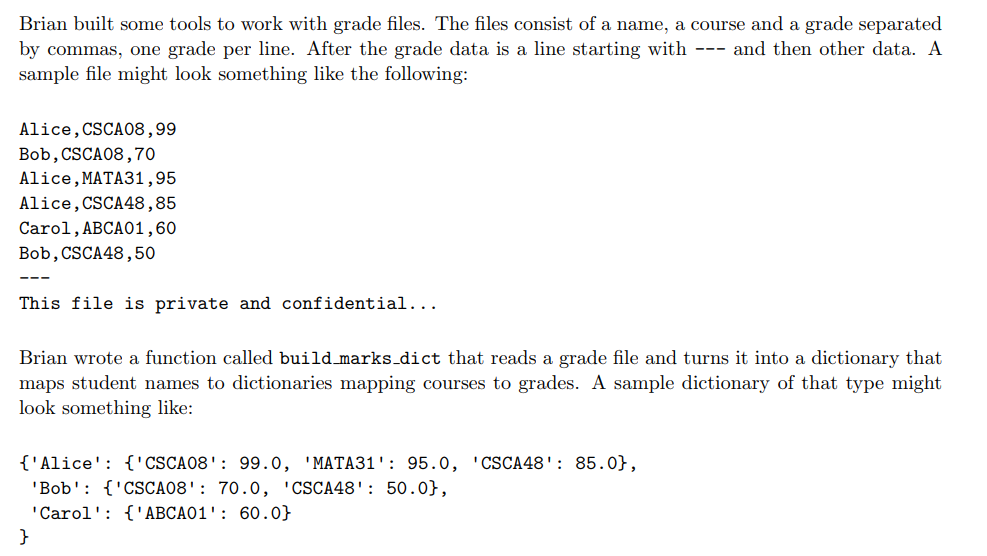 Brian built some tools to work with grade files. The files consist of a name, a course and a grade separated
by commas, one grade per line. After the grade data is a line starting with --- and then other data. A
sample file might look something like the following:
Alice,CSCA08,99
Bob,CSCA08,70
Alice,MATA31,95
Alice,CSCA48,85
Carol,ABCA01,60
Bob,CSCA48,50
---
This file is private and confidential...
Brian wrote a function called build_marks_dict that reads a grade file and turns it into a dictionary that
maps student names to dictionaries mapping courses to grades. A sample dictionary of that type might
look something like:
{'Alice': {'CSCA08': 99.0, 'MATA31': 95.0, 'CSCA48': 85.0},
 'Bob': {'CSCA08': 70.0, 'CSCA48': 50.0},
 'Carol': {'ABCA01': 60.0}
}